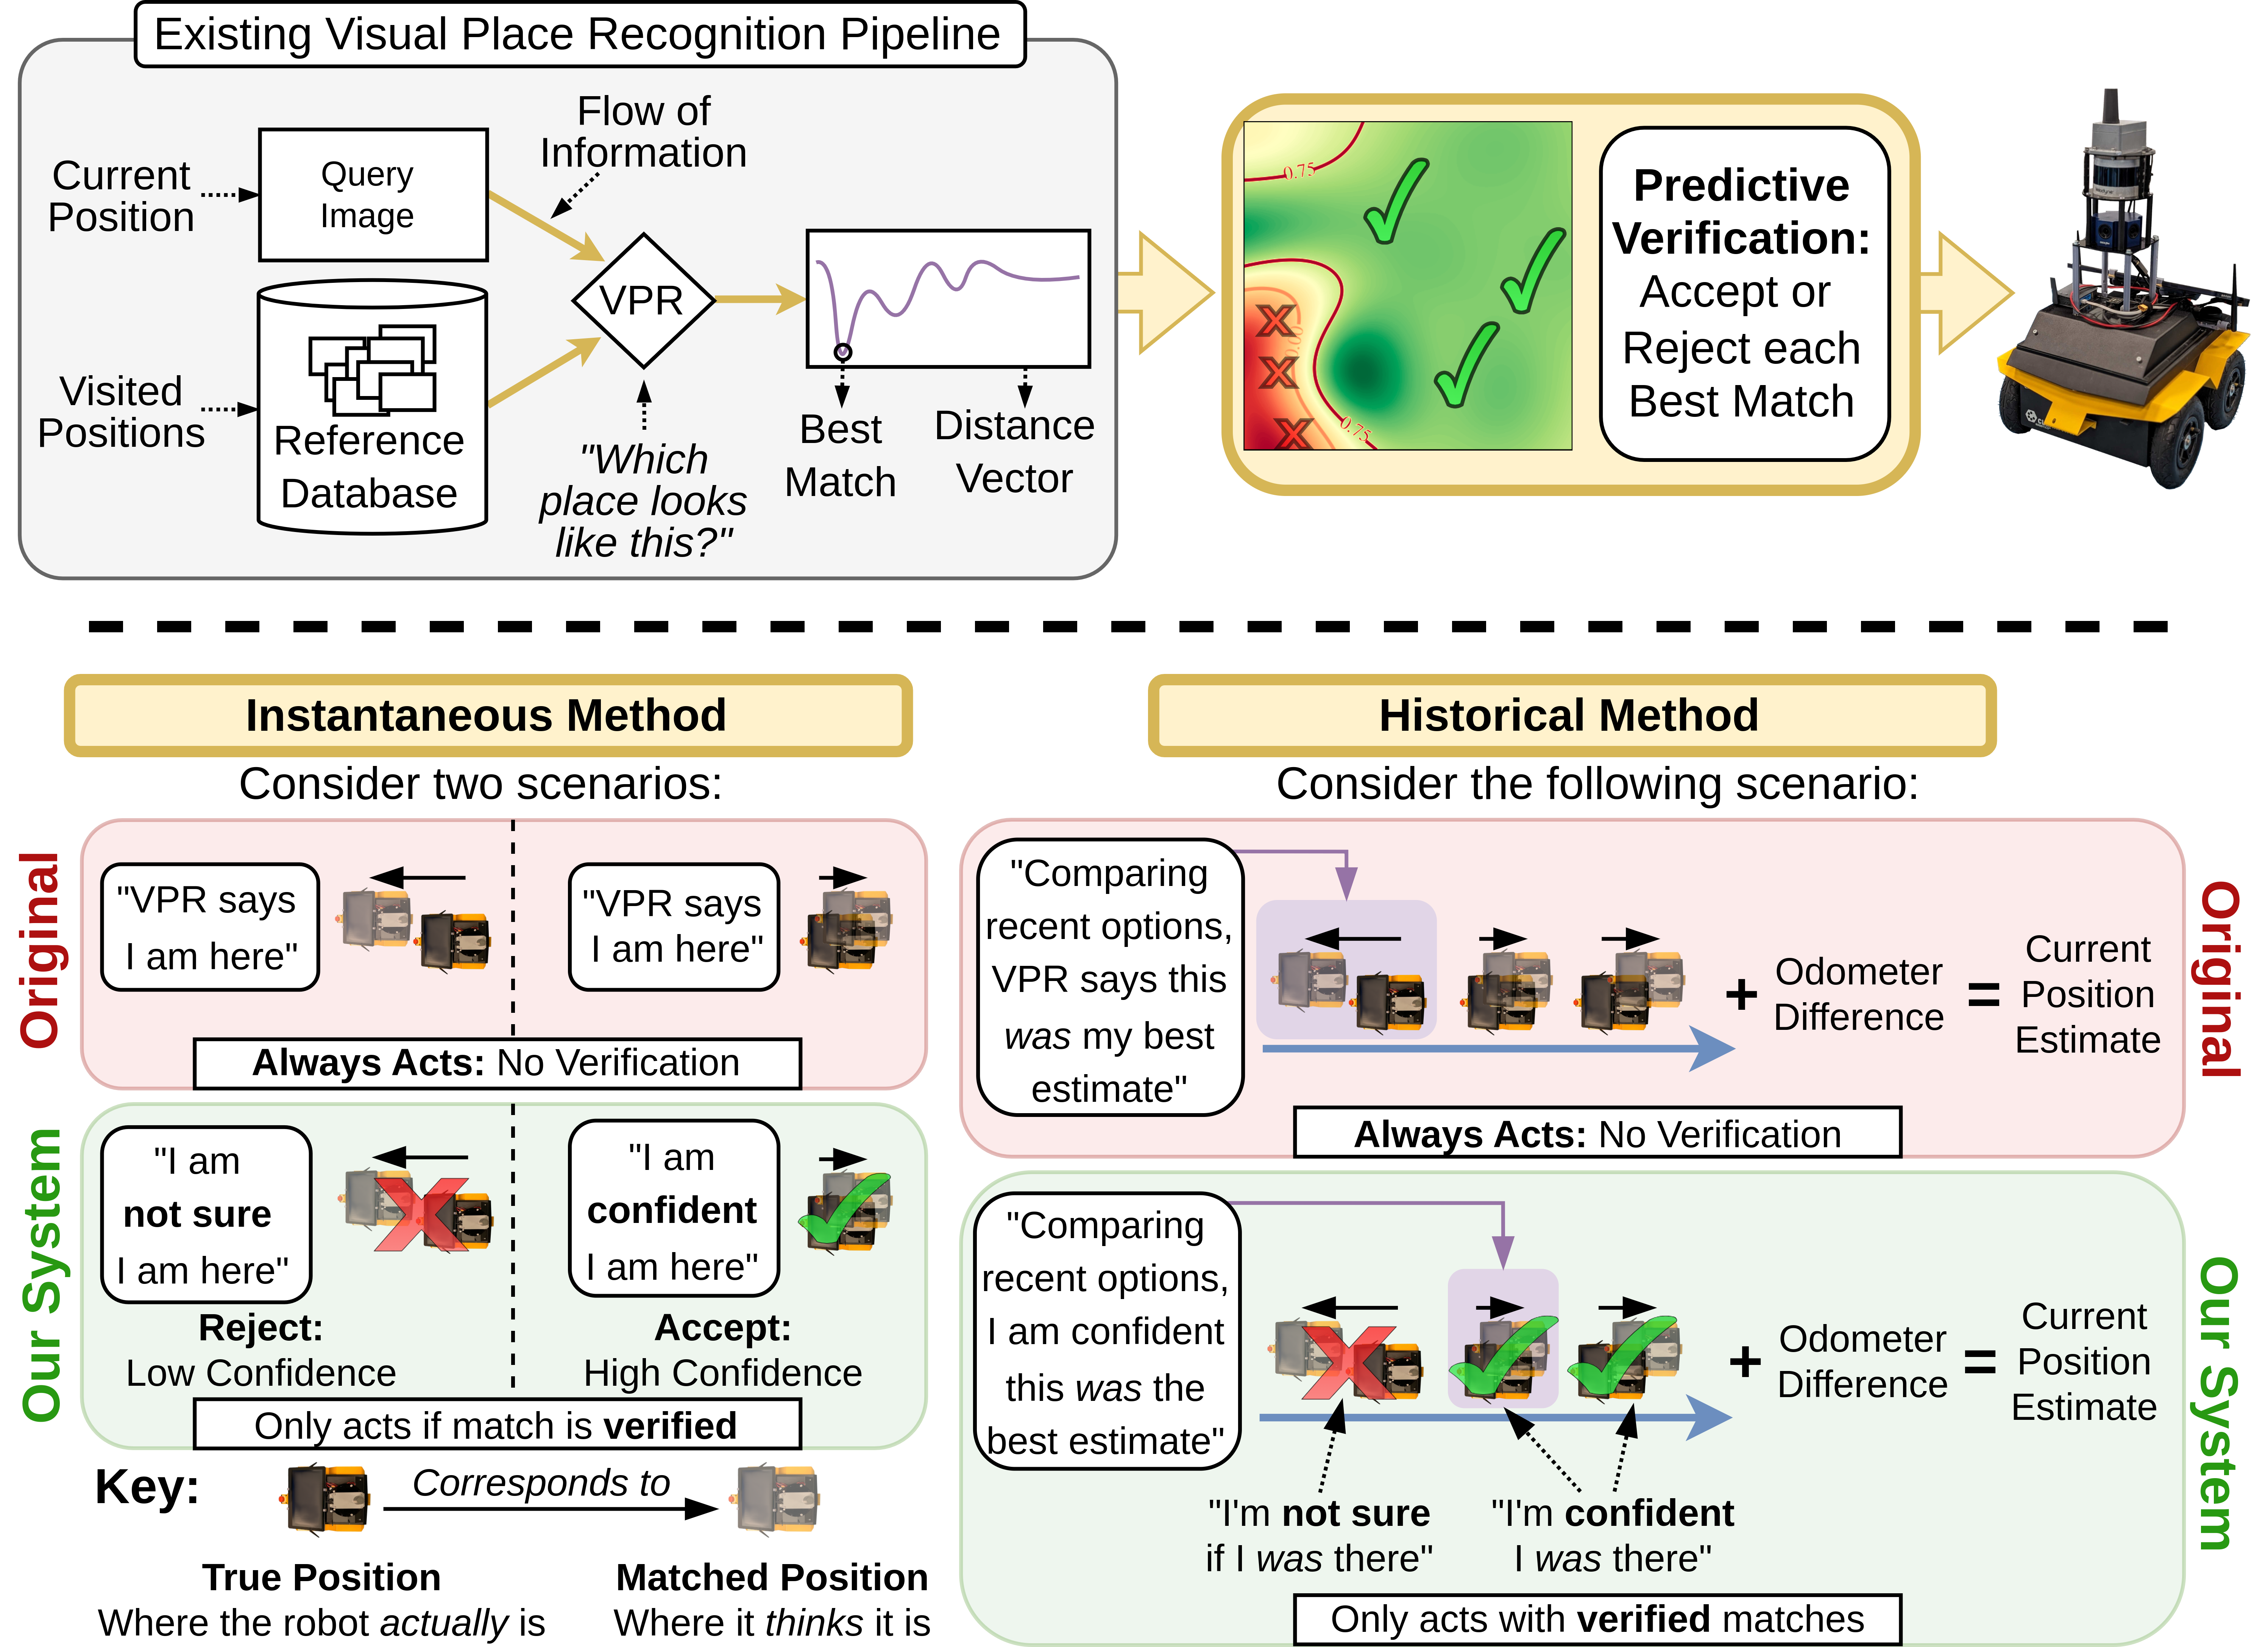 Existing Visual Place Recognition Pipeline
Current
Position
Query
Image
Flow of
Information
Visited
Positions
Reference
Database
VPR
"Which
place looks
like this?"
Best
Match
Distance
Vector
0.75
0.75
Predictive
Verification:
Accept or
Reject each
Best Match
Instantaneous Method
Consider two scenarios:
Original
"VPR says
I am here"
"VPR says
I am here"
Always Acts: No Verification
Our System
"I am
not sure
I am here"
Reject:
Low Confidence
"I am
confident
I am here"
Accept:
High Confidence
Only acts if match is verified
Key:
Corresponds to
True Position
Where the robot actually is
Matched Position
Where it thinks it is
Historical Method
Consider the following scenario:
Original
"Comparing
recent options,
VPR says this
was my best
estimate"
+
Odometer
Difference
=
Current
Position
Estimate
Always Acts: No Verification
Our System
"Comparing
recent options,
I am confident
this was the
best estimate"
+
Odometer
Difference
=
Current
Position
Estimate
"I'm not sure
if I was there"
"I'm confident
I was there"
Only acts with verified matches